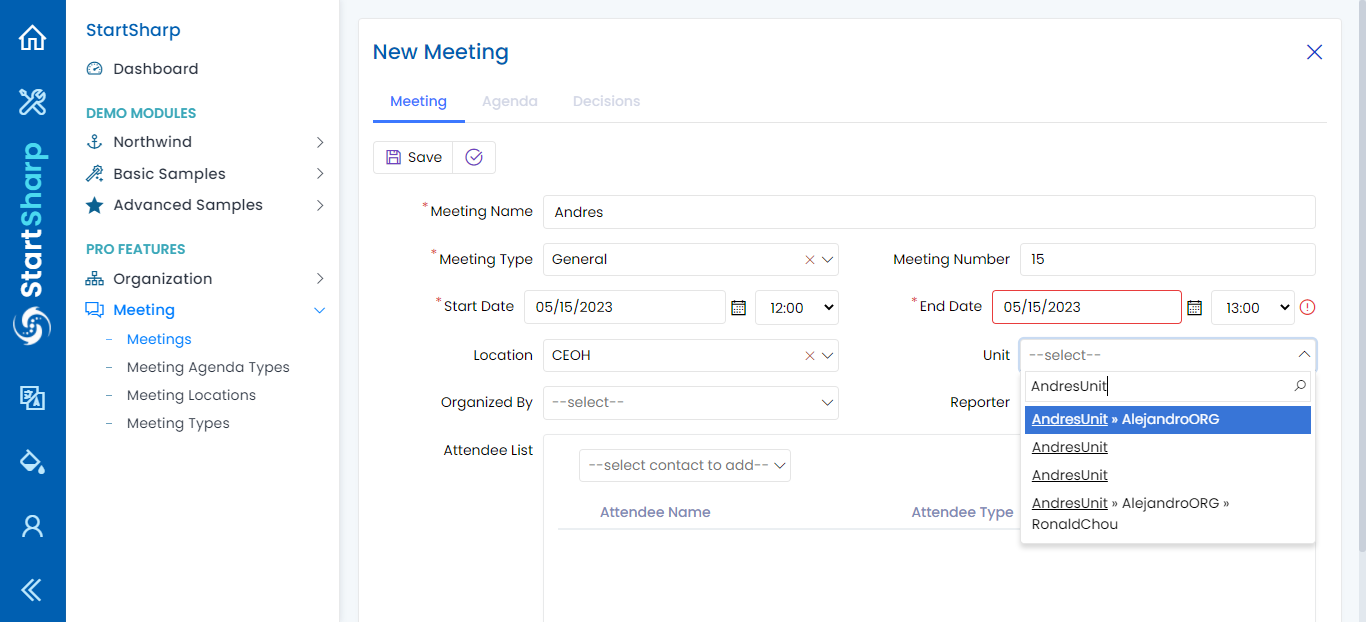 StartSharp
StartSharp
Dashboard
DEMO MODULES
Northwind
Basic Samples
Advanced Samples
PRO FEATURES
Organization
Meeting
– Meetings
– Meeting Agenda Types
– Meeting Locations
– Meeting Types
New Meeting
Meeting Agenda Decisions
Save
*Meeting Name Andres
*Meeting Type General Meeting Number 15
*Start Date 05/15/2023 12:00 *End Date 05/15/2023 13:00
Location CEOH Unit --select--
AndresUnit
AndresUnit » AlejandroORG
AndresUnit
AndresUnit
AndresUnit » AlejandroORG »
RonaldChou
Organized By --select-- Reporter
Attendee List
--select contact to add--
Attendee Name Attendee Type